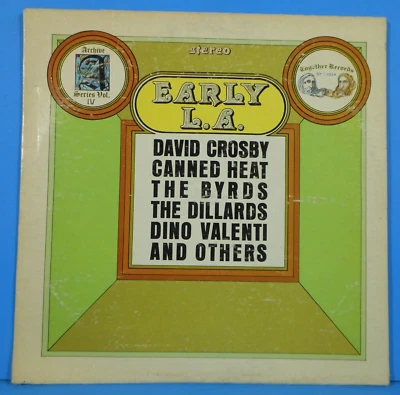 stereo
Archive
Series Vol.
IV
Together Records
EARLY
L.A.
DAVID CROSBY
CANNED HEAT
THE BYRDS
THE DILLARDS
DINO VALENTI
AND OTHERS